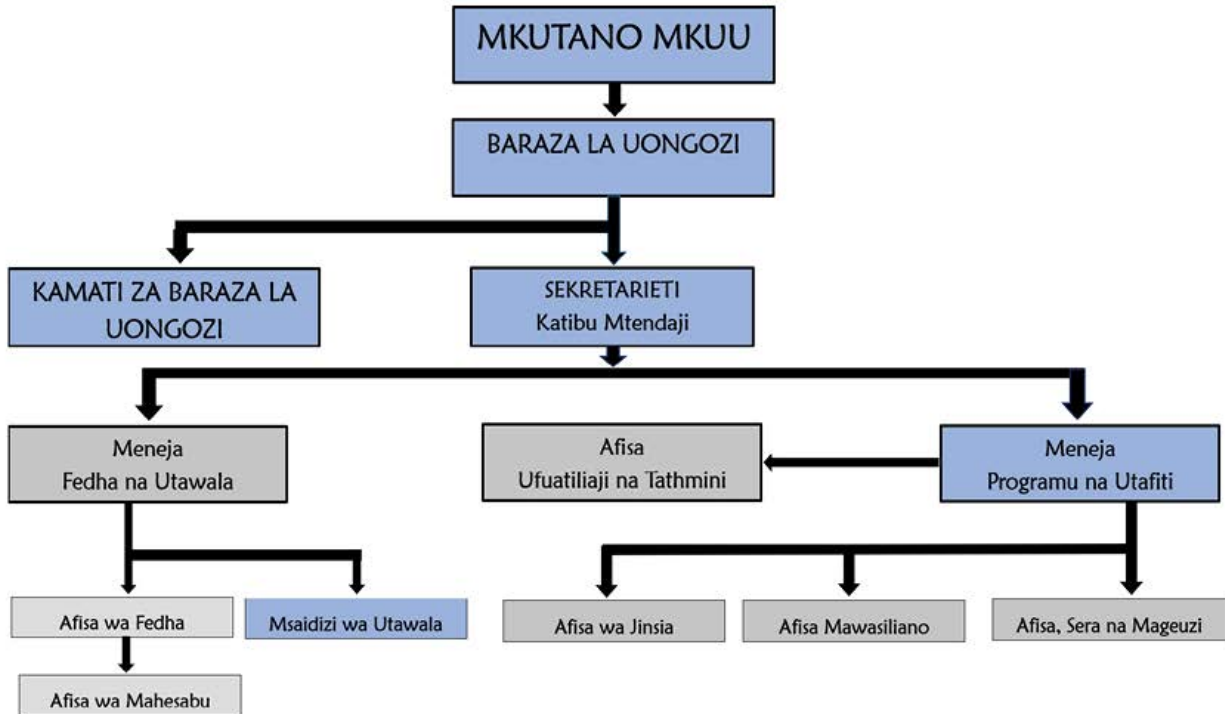 MKUTANO MKUU
BARAZA LA UONGOZI
KAMATI ZA BARAZA LA
UONGOZI
SEKRETARIETI
Katibu Mtendaji
Meneja
Fedha na Utawala
Afisa
Ufuatiliaji na Tathmini
Meneja
Programu na Utafiti
Afisa wa Fedha
Msaidizi wa Utawala
Afisa wa Jinsia
Afisa Mawasiliano
Afisa, Sera na Mageuzi
Afisa wa Mahesabu